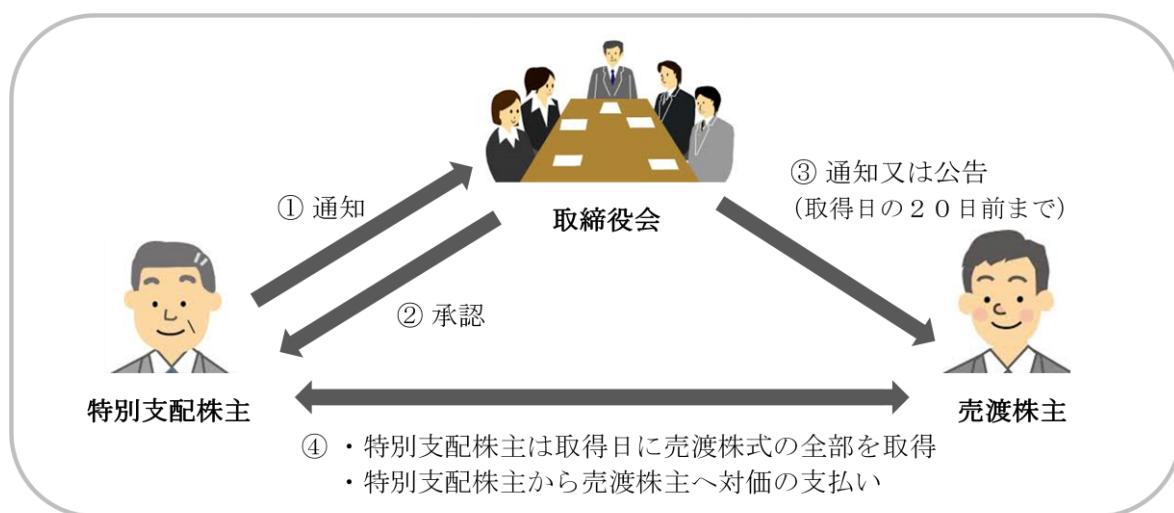 ③ 通知又は公告
(取得日の２０日前まで)
① 通知
取締役会
② 承認
特別支配株主
売渡株主
④ ・特別支配株主は取得日に売渡株式の全部を取得
・特別支配株主から売渡株主へ対価の支払い